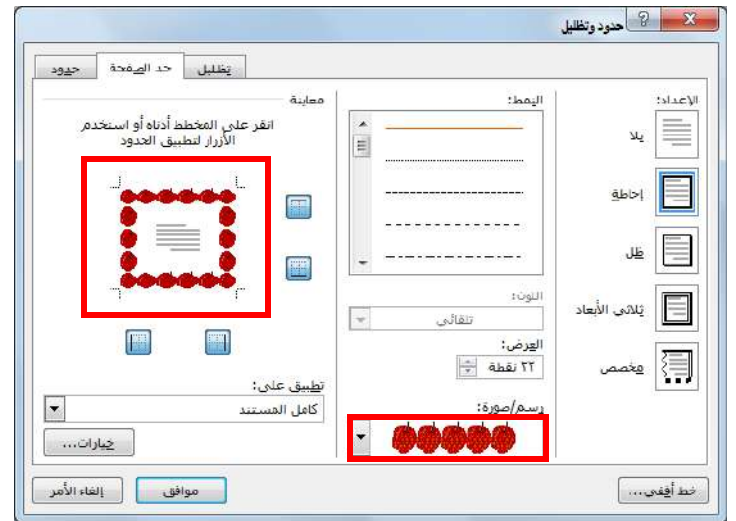 حدود وتظليل
حدود
حد الصفحة
تظليل
الإعداد:
بلا
إحاطة
ظل
ثلاثي الأبعاد
مخصص
النمط:
اللون:
تلقائي
العرض:
٢٢ نقطة
رسم/صورة:
معاينة
انقر على المخطط أدناه أو استخدم
الأزرار لتطبيق الحدود
تطبيق على:
كامل المستند
خيارات...
خط أفقي...
موافق
إلغاء الأمر